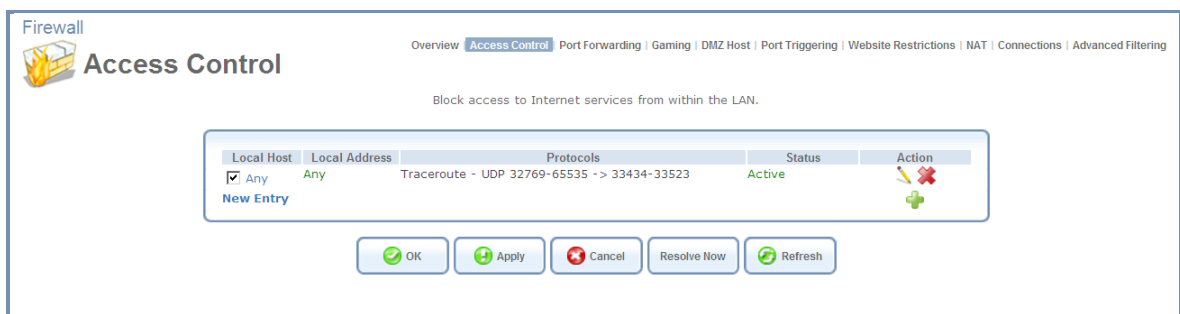 Firewall
Access Control
Overview | Access Control | Port Forwarding | Gaming | DMZ Host | Port Triggering | Website Restrictions | NAT | Connections | Advanced Filtering
Block access to Internet services from within the LAN.
Local Host Local Address Protocols Status Action
Any Any Traceroute - UDP 32769-65535 -> 33434-33523 Active
New Entry
OK Apply Cancel Resolve Now Refresh